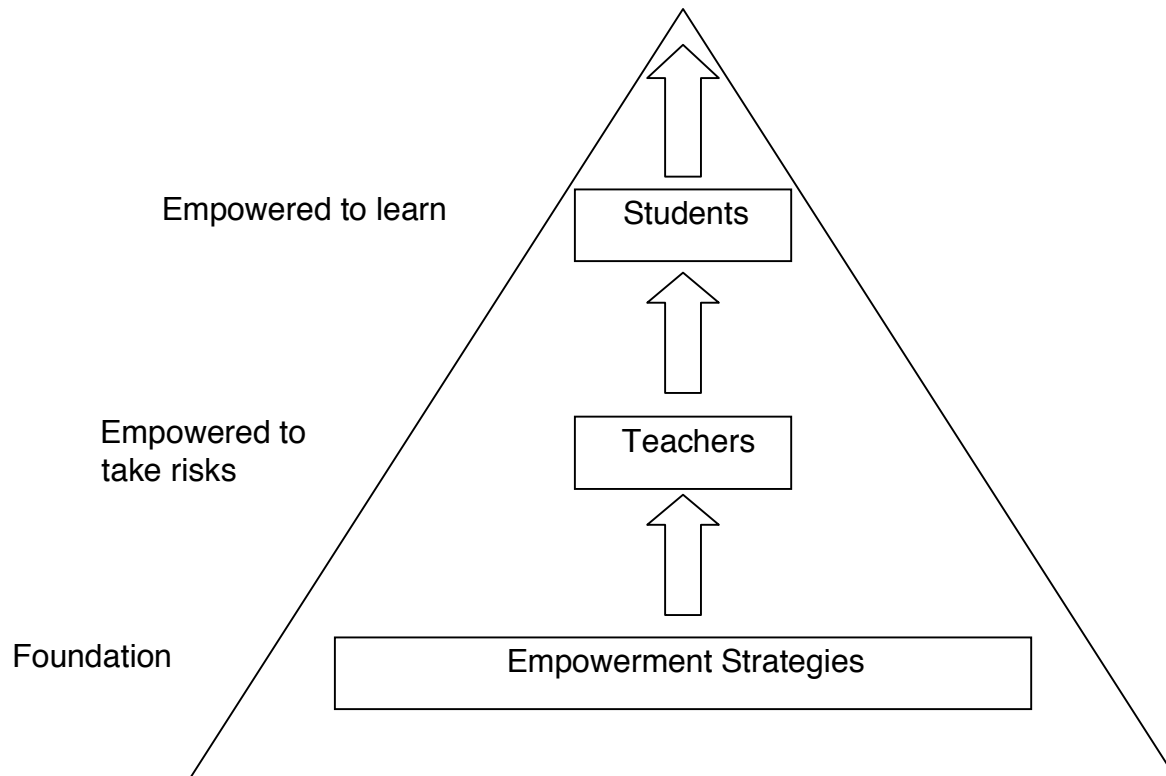 Empowered to learn
Students
Empowered to
take risks
Teachers
Foundation
Empowerment Strategies